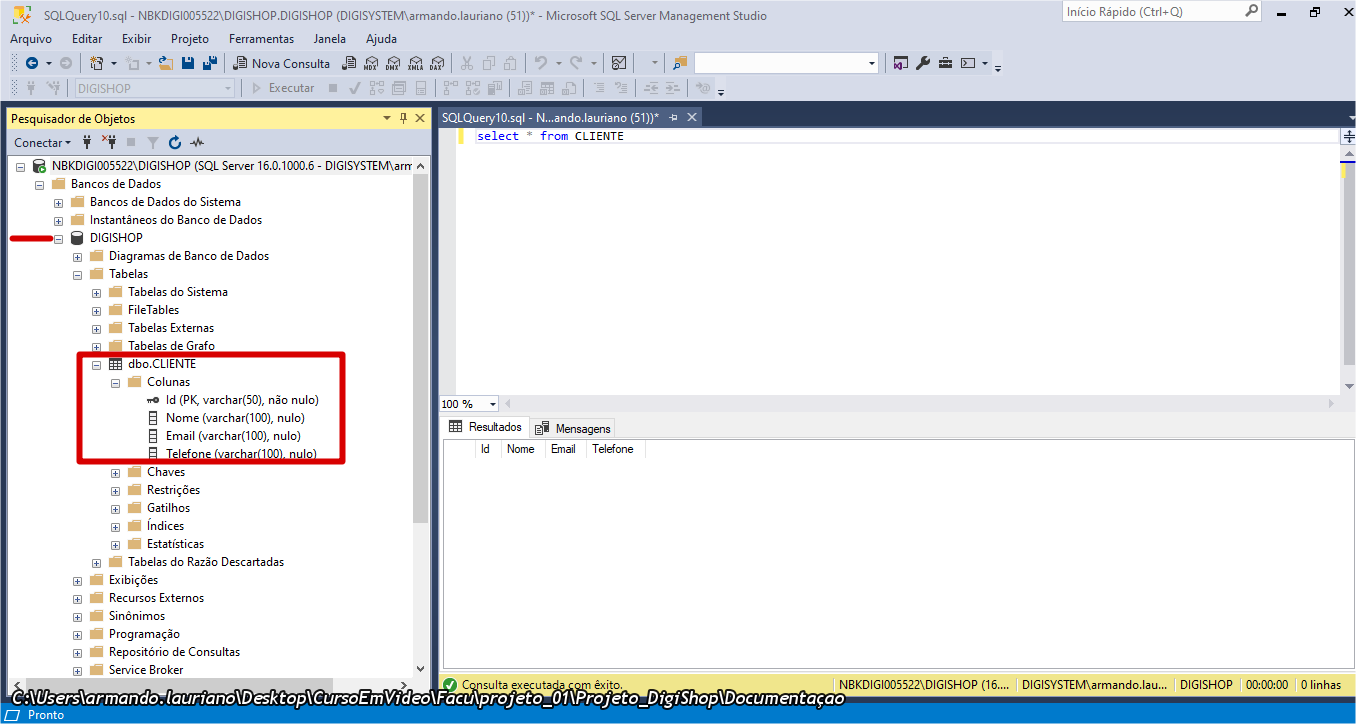 SQLQuery10.sql - NBKDIGI005522\DIGISHOP.DIGISHOP (DIGISYSTEM\armando.lauriano (51))* - Microsoft SQL Server Management Studio
Início Rápido (Ctrl+Q)
Arquivo Editar Exibir Projeto Ferramentas Janela Ajuda
Nova Consulta MDX DMX XMLA DAX
DIGISHOP Executar
Pesquisador de Objetos
Conectar
NBKDIGI005522\DIGISHOP (SQL Server 16.0.1000.6 - DIGISYSTEM\arm
Bancos de Dados
Bancos de Dados do Sistema
Instantâneos do Banco de Dados
DIGISHOP
Diagramas de Banco de Dados
Tabelas
Tabelas do Sistema
FileTables
Tabelas Externas
Tabelas de Grafo
dbo.CLIENTE
Colunas
Id (PK, varchar(50), não nulo)
Nome (varchar(100), nulo)
Email (varchar(100), nulo)
Telefone (varchar(100), nulo)
Chaves
Restrições
Gatilhos
Índices
Estatísticas
Tabelas do Razão Descartadas
Exibições
Recursos Externos
Sinônimos
Programação
Repositório de Consultas
Service Broker
SQLQuery10.sql - N...ando.lauriano (51))*
select * from CLIENTE
100 %
Resultados Mensagens
Id Nome Email Telefone
Consulta executada com êxito. NBKDIGI005522\DIGISHOP (16.... DIGISYSTEM\armando.lau... DIGISHOP 00:00:00 0 linhas
C:\Users\armando.lauriano\Desktop\CursoEmVideo\Facu\projeto_01\Projeto_DigiShop\Documentaçao
Pronto